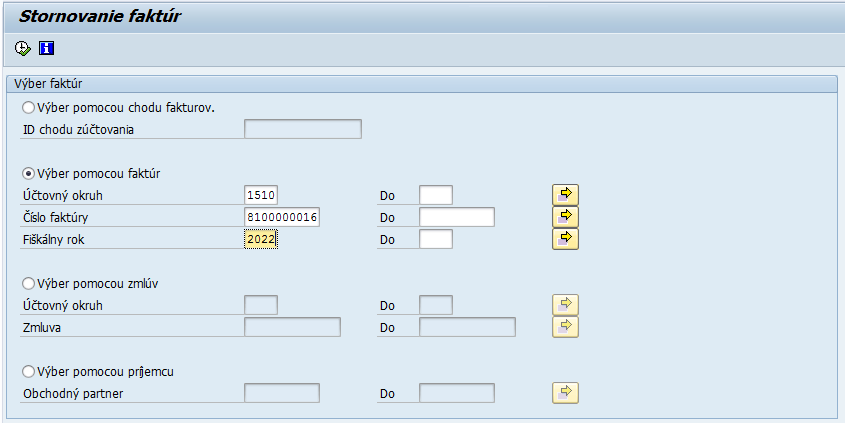 Stornovanie faktúr
Výber faktúr
Výber pomocou chodu fakturov.
ID chodu zúčtovania
Výber pomocou faktúr
Účtovný okruh 1510 Do
Číslo faktúry 8100000016 Do
Fiškálny rok 2022 Do
Výber pomocou zmlúv
Účtovný okruh Do
Zmluva Do
Výber pomocou príjemcu
Obchodný partner Do